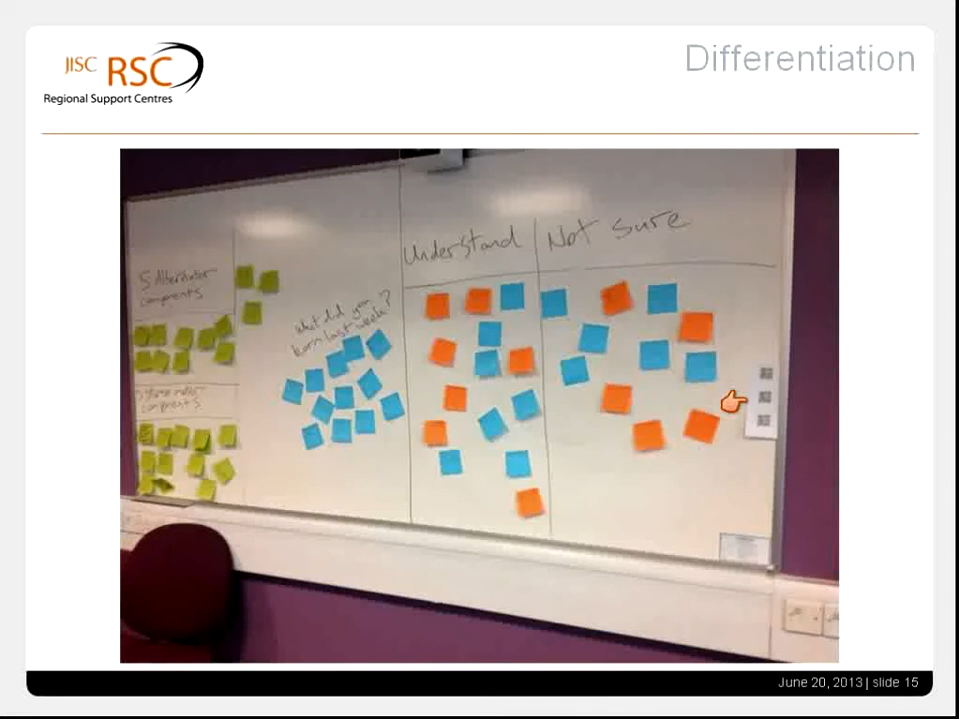 JISC RSC
Regional Support Centres
Differentiation
5 Alternator
components
components
what did you
learn last week?
Understand
Not sure
June 20, 2013 | slide 15